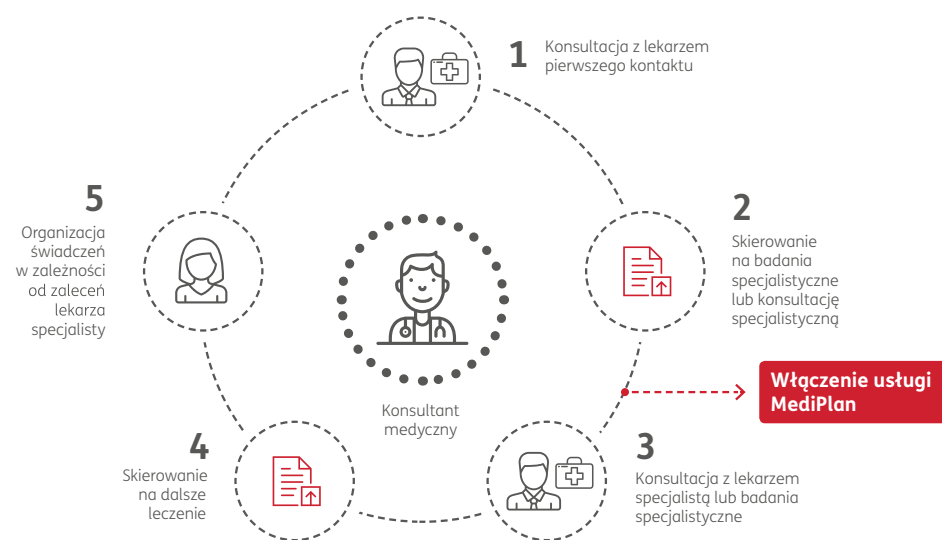 1
Konsultacja z lekarzem
pierwszego kontaktu
2
Skierowanie
na badania
specjalistyczne
lub konsultację
specjalistyczną
Włączenie usługi
MediPlan
3
Konsultacja z lekarzem
specjalistą lub badania
specjalistyczne
4
Skierowanie
na dalsze
leczenie
5
Organizacja
świadczeń
w zależności
od zaleceń
lekarza
specjalisty
Konsultant
medyczny